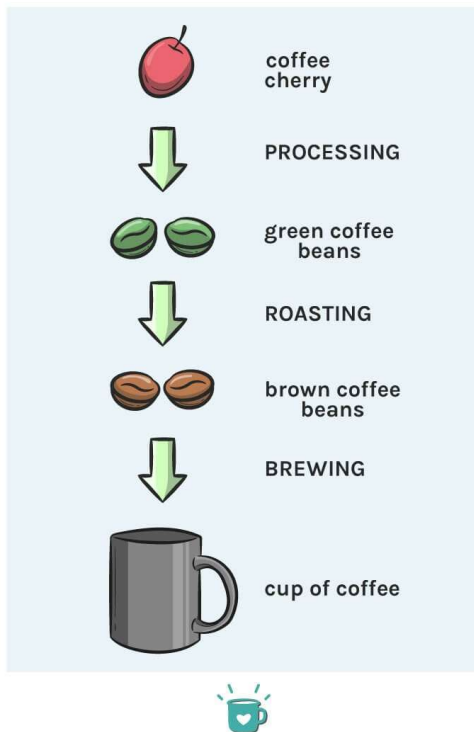 coffee
cherry
PROCESSING
green coffee
beans
ROASTING
brown coffee
beans
BREWING
cup of coffee